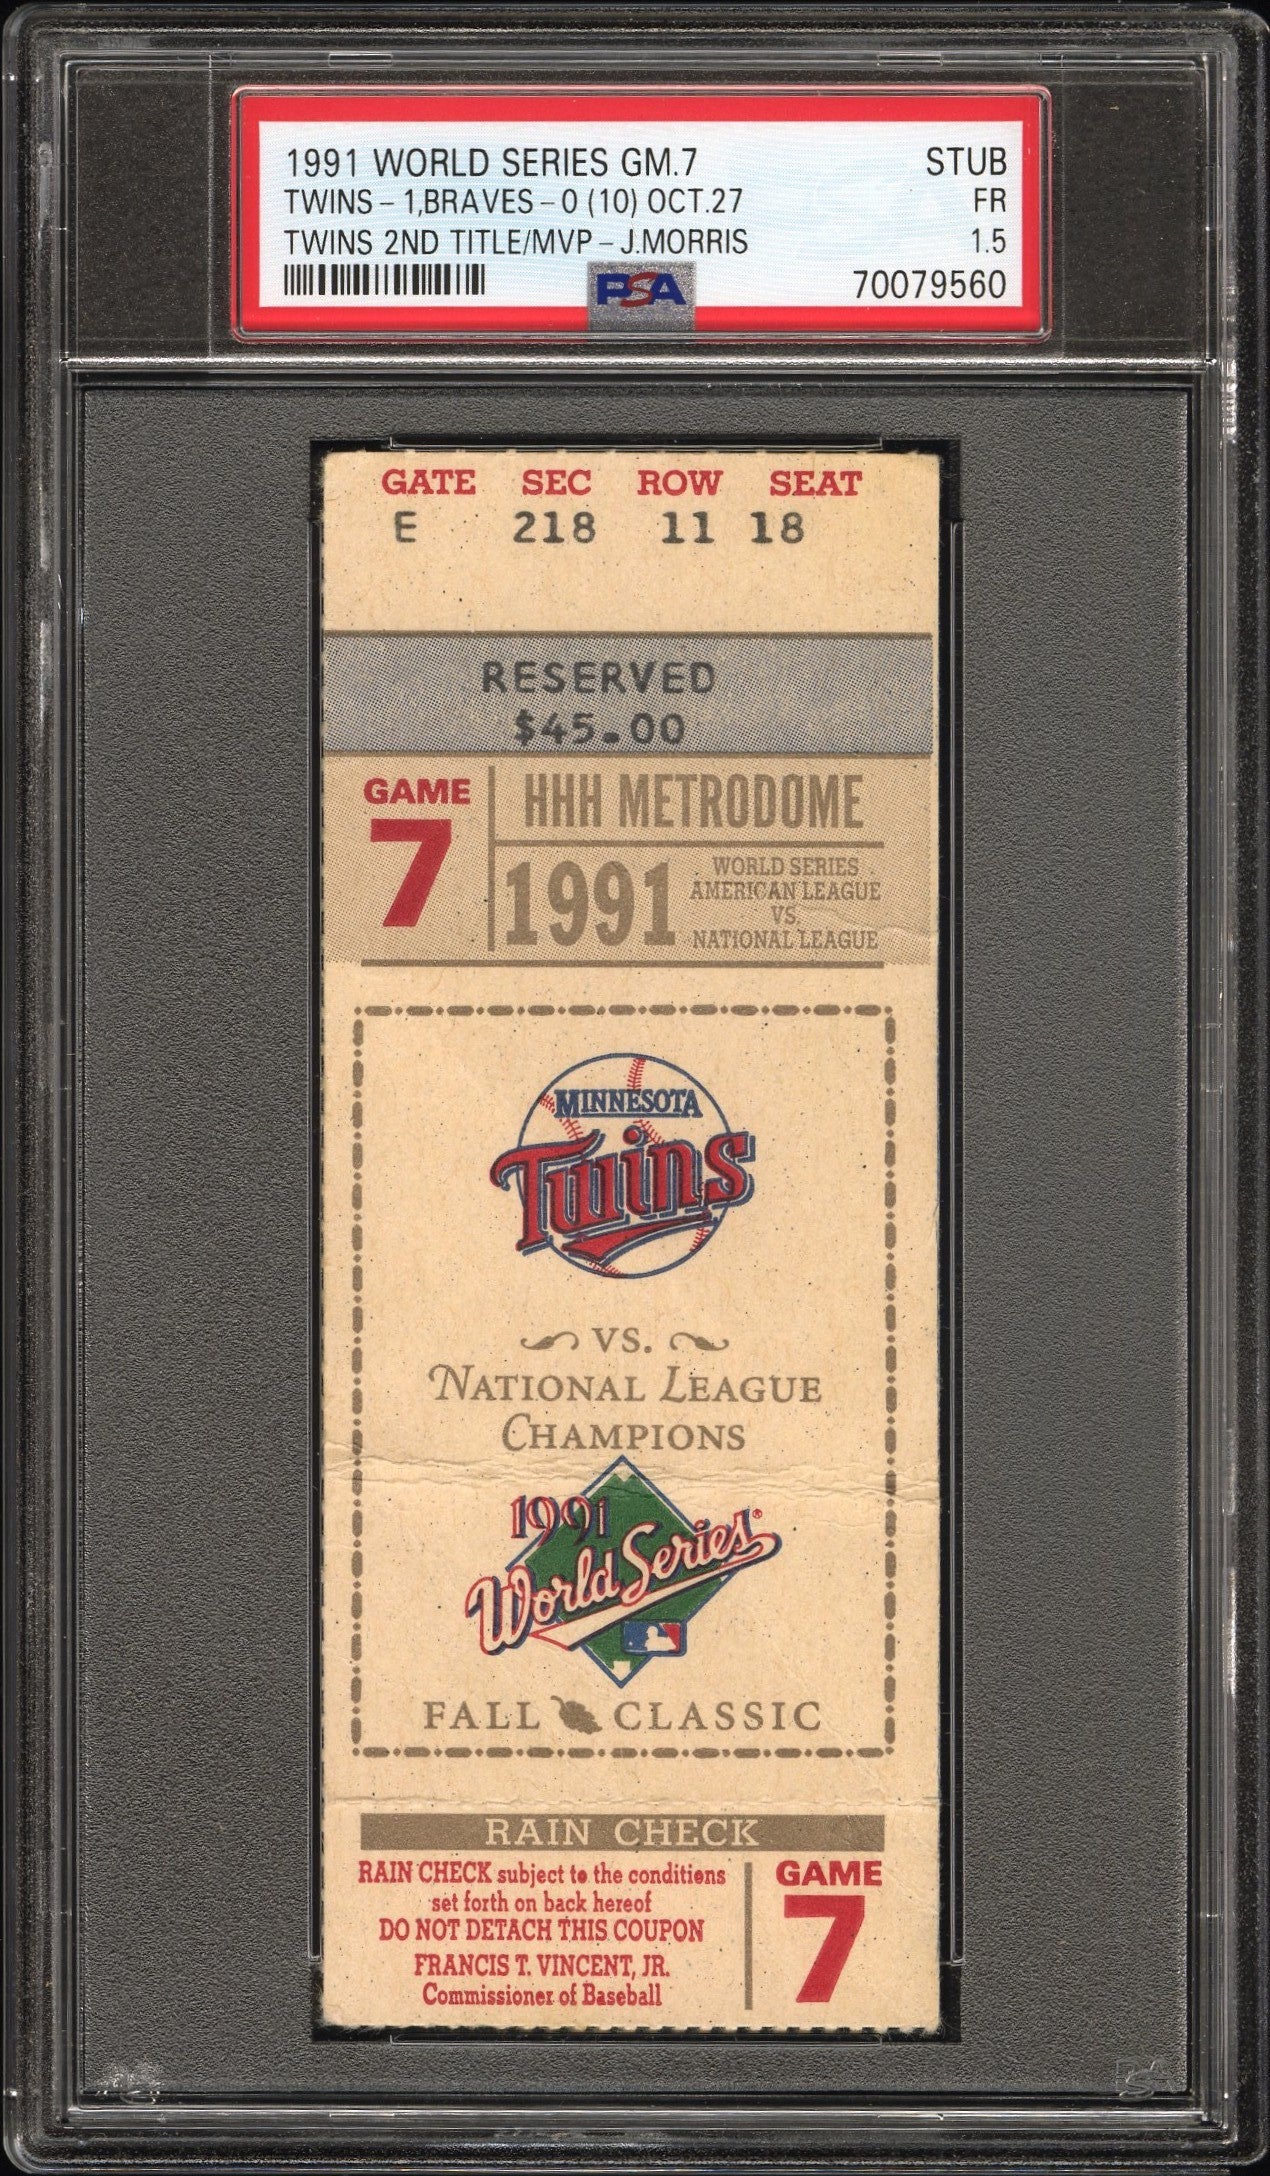 1991 WORLD SERIES GM.7 STUB
TWINS - 1,BRAVES - 0 (10) OCT.27 FR
TWINS 2ND TITLE/MVP - J.MORRIS 1.5
PSA 70079560
GATE SEC ROW SEAT
E 218 11 18
RESERVED
$45.00
GAME
7
HHH METRODOME
1991
WORLD SERIES
AMERICAN LEAGUE
VS.
NATIONAL LEAGUE
MINNESOTA
Twins
VS.
NATIONAL LEAGUE
CHAMPIONS
1991
World Series®
FALL CLASSIC
RAIN CHECK
RAIN CHECK subject to the conditions
set forth on back hereof
DO NOT DETACH THIS COUPON
FRANCIS T. VINCENT, JR.
Commissioner of Baseball
GAME
7
PSA